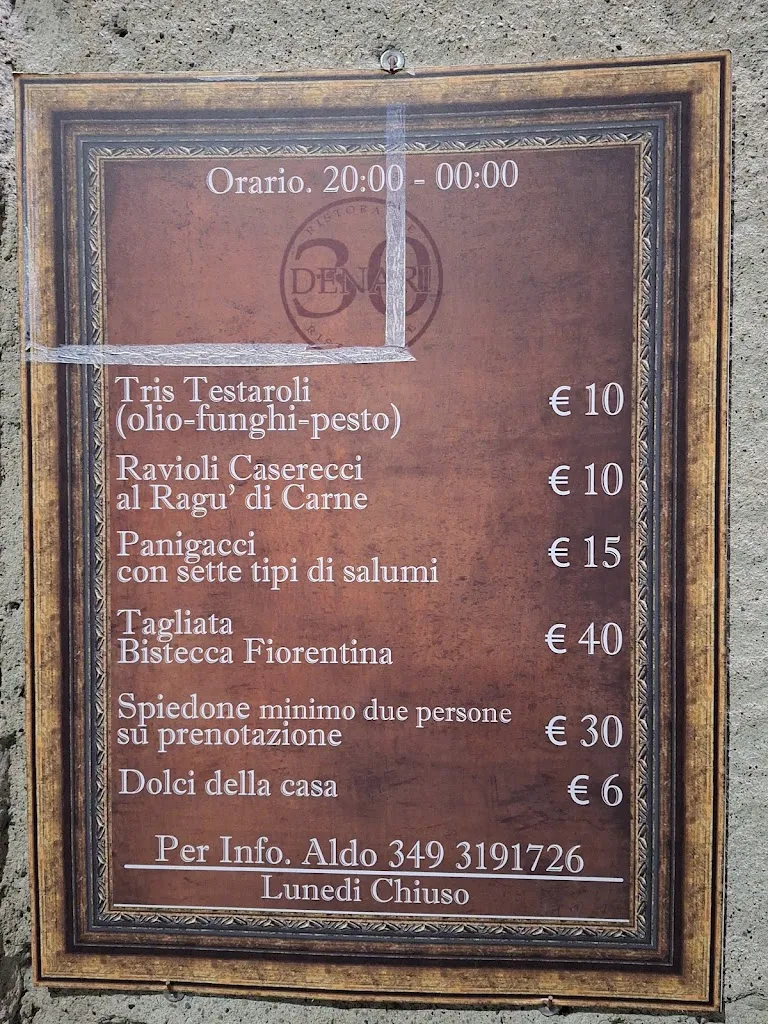 Orario. 20:00 - 00:00
RISTORANTE
30
DENARI
Tris Testaroli
(olio-funghi-pesto)
€ 10
Ravioli Caserecci
al Ragu' di Carne
€ 10
Panigacci
con sette tipi di salumi
€ 15
Tagliata
Bistecca Fiorentina
€ 40
Spiedone minimo due persone
su prenotazione
€ 30
Dolci della casa
€ 6
Per Info. Aldo 349 3191726
Lunedi Chiuso